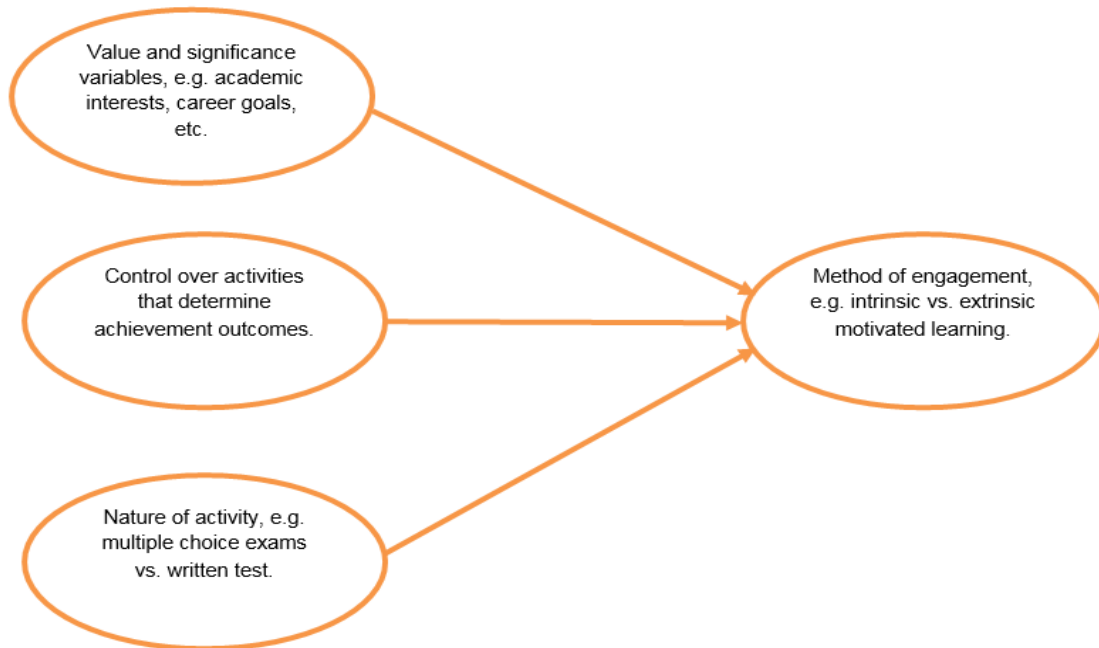 Value and significance
variables, e.g. academic
interests, career goals,
etc.
Control over activities
that determine
achievement outcomes.
Method of engagement,
e.g. intrinsic vs. extrinsic
motivated learning.
Nature of activity, e.g.
multiple choice exams
vs. written test.